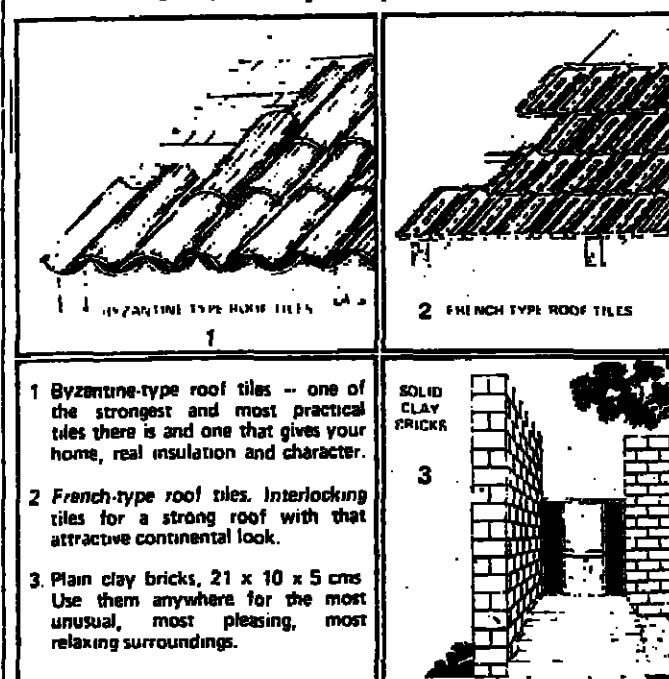 BYZANTINE TYPE ROOF TILES
1
2 FRENCH TYPE ROOF TILES
1 Byzantine-type roof tiles -- one of
the strongest and most practical
tiles there is and one that gives your
home, real insulation and character.
2 French-type roof tiles. Interlocking
tiles for a strong roof with that
attractive continental look.
3. Plain clay bricks, 21 x 10 x 5 cms
Use them anywhere for the most
unusual, most pleasing, most
relaxing surroundings.
SOLID
CLAY
BRICKS
3